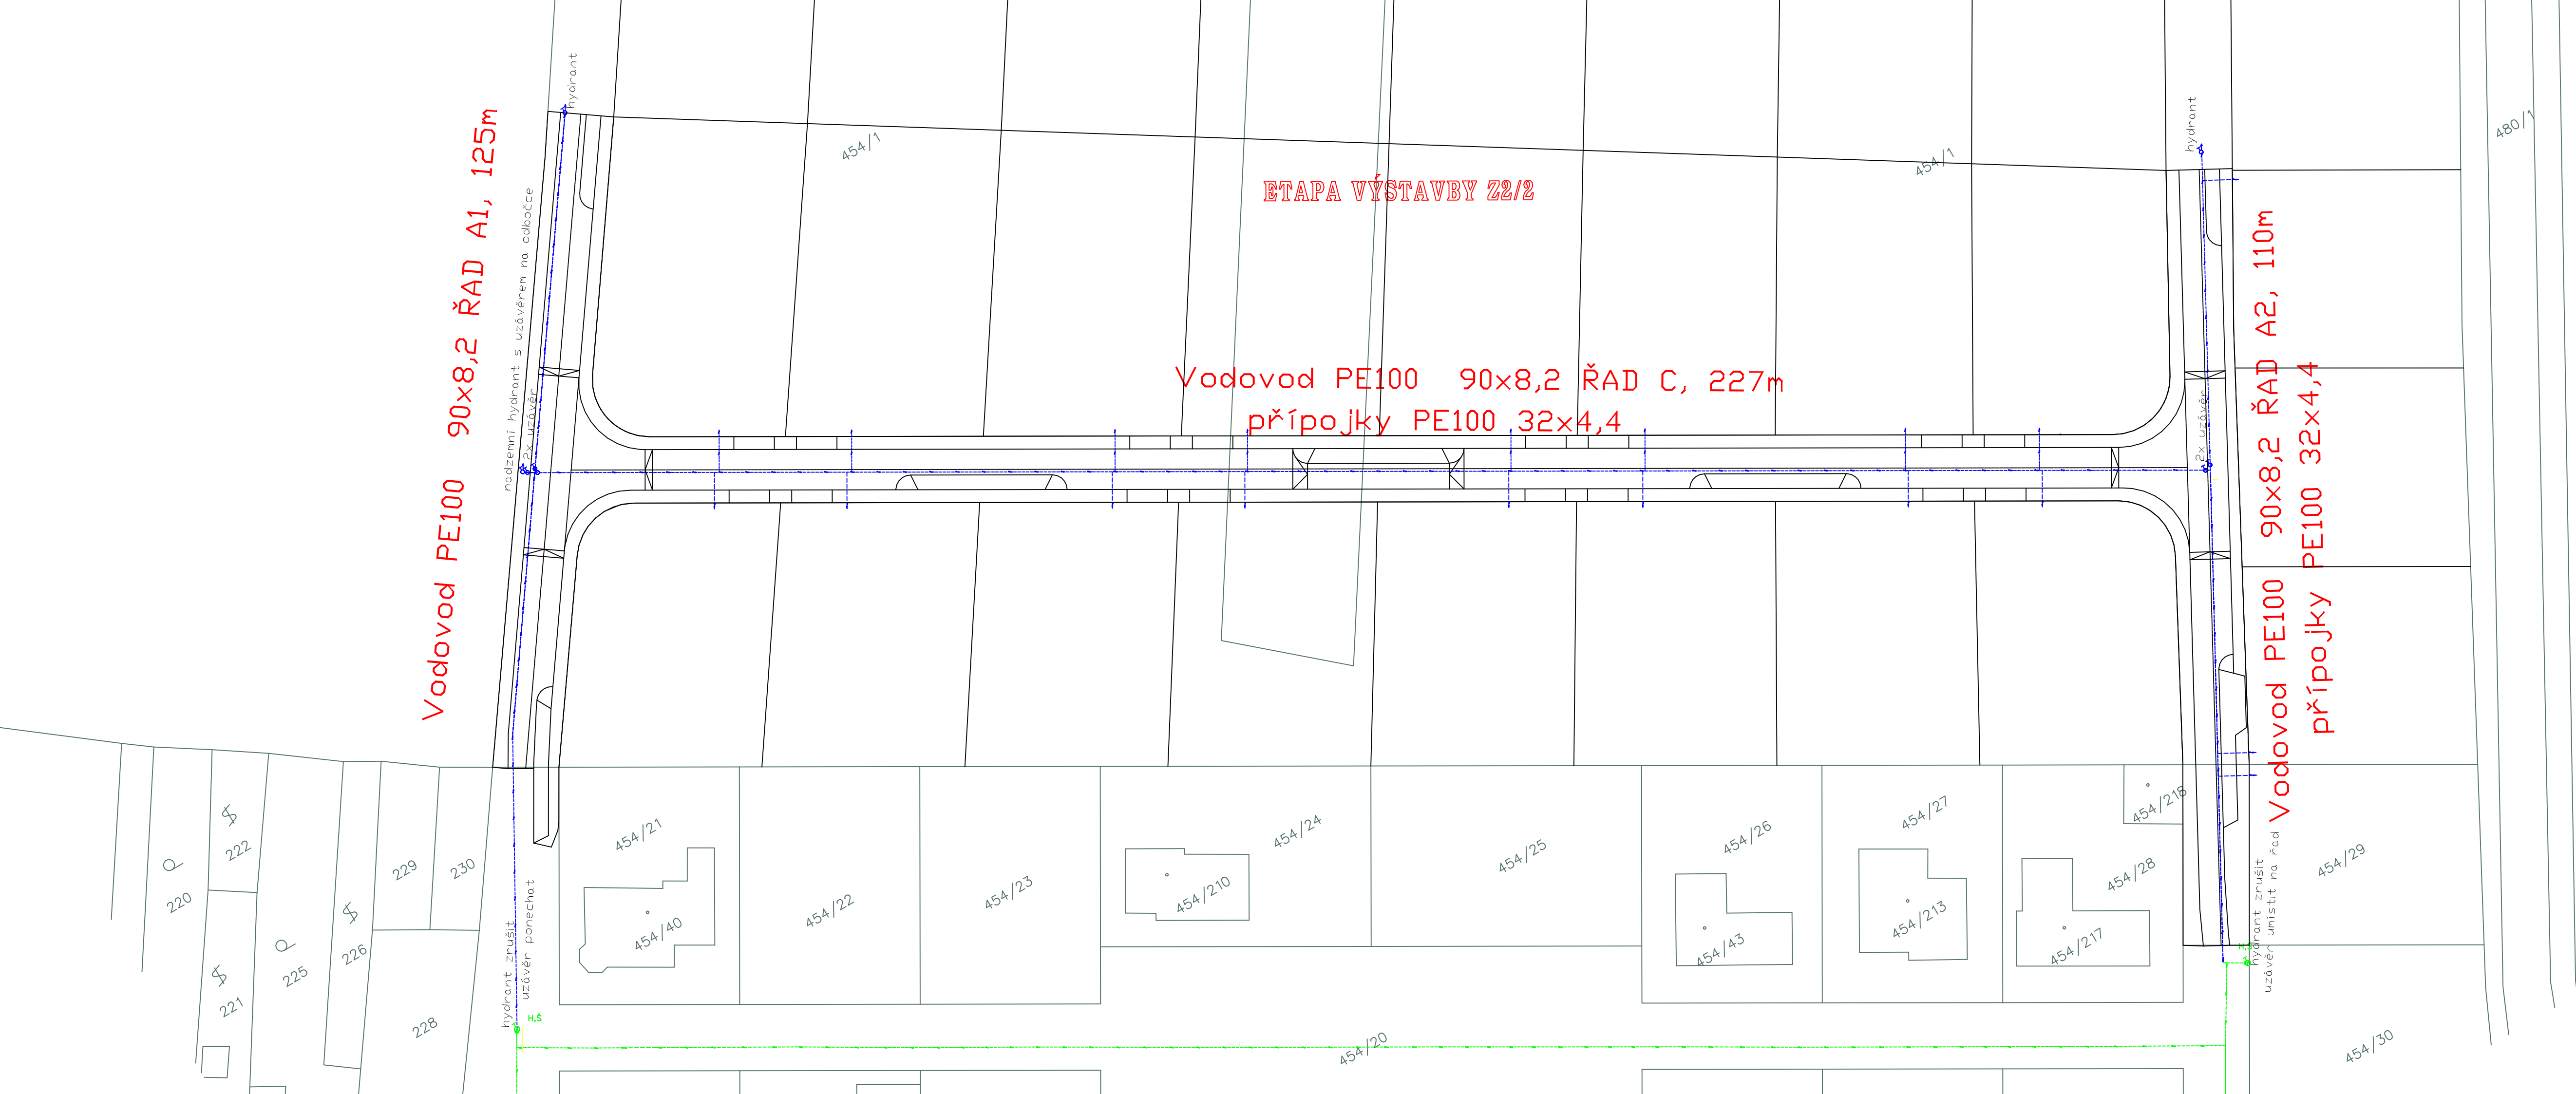 hydrant
hydrant
480/1
454/1
454/1
ETAPA VÝSTAVBY Z2/2
Vodovod PE100 90x8,2 ŘAD A1, 125m
nadzemní hydrant s uzávěrem na odbočce
2x uzávěr
Vodovod PE100 90x8,2 ŘAD C, 227m
přípojky PE100 32x4,4
2x uzávěr
Vodovod PE100 90x8,2 ŘAD A2, 110m
přípojky PE100 32x4,4
220
222
221
225
226
229
230
228
454/21
454/40
454/22
454/23
454/210
454/24
454/25
454/26
454/43
454/27
454/213
454/218
454/28
454/217
454/29
hydrant zrušit
uzávěr ponechat
hydrant zrušit
uzávěr umístit na řad
H,Š
H,Š
454/20
454/30